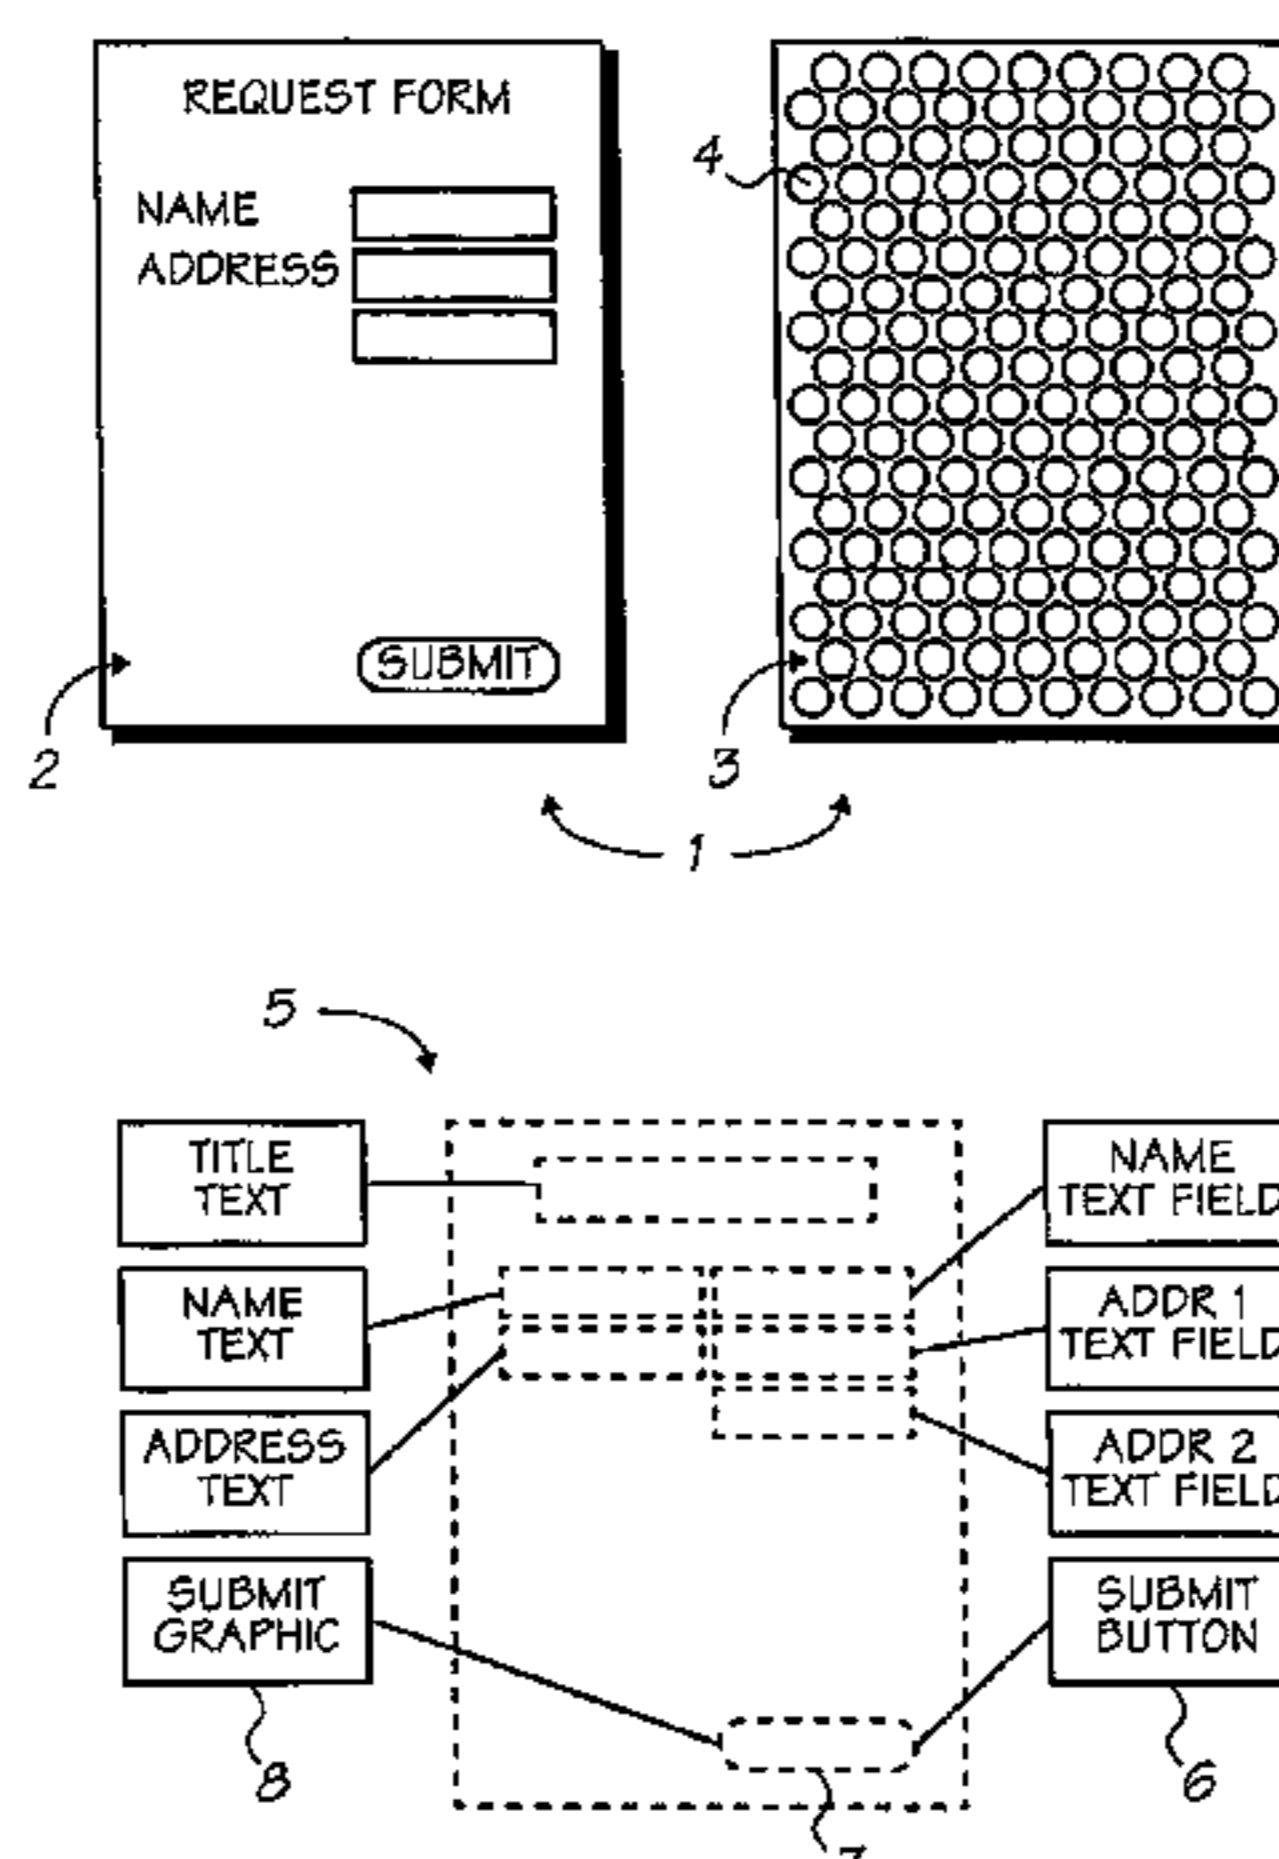 REQUEST FORM
NAME
ADDRESS
SUBMIT
4
2
3
1
5
TITLE
TEXT
NAME
TEXT FIELD
NAME
TEXT
ADDR 1
TEXT FIELD
ADDRESS
TEXT
ADDR 2
TEXT FIELD
SUBMIT
GRAPHIC
SUBMIT
BUTTON
8
6